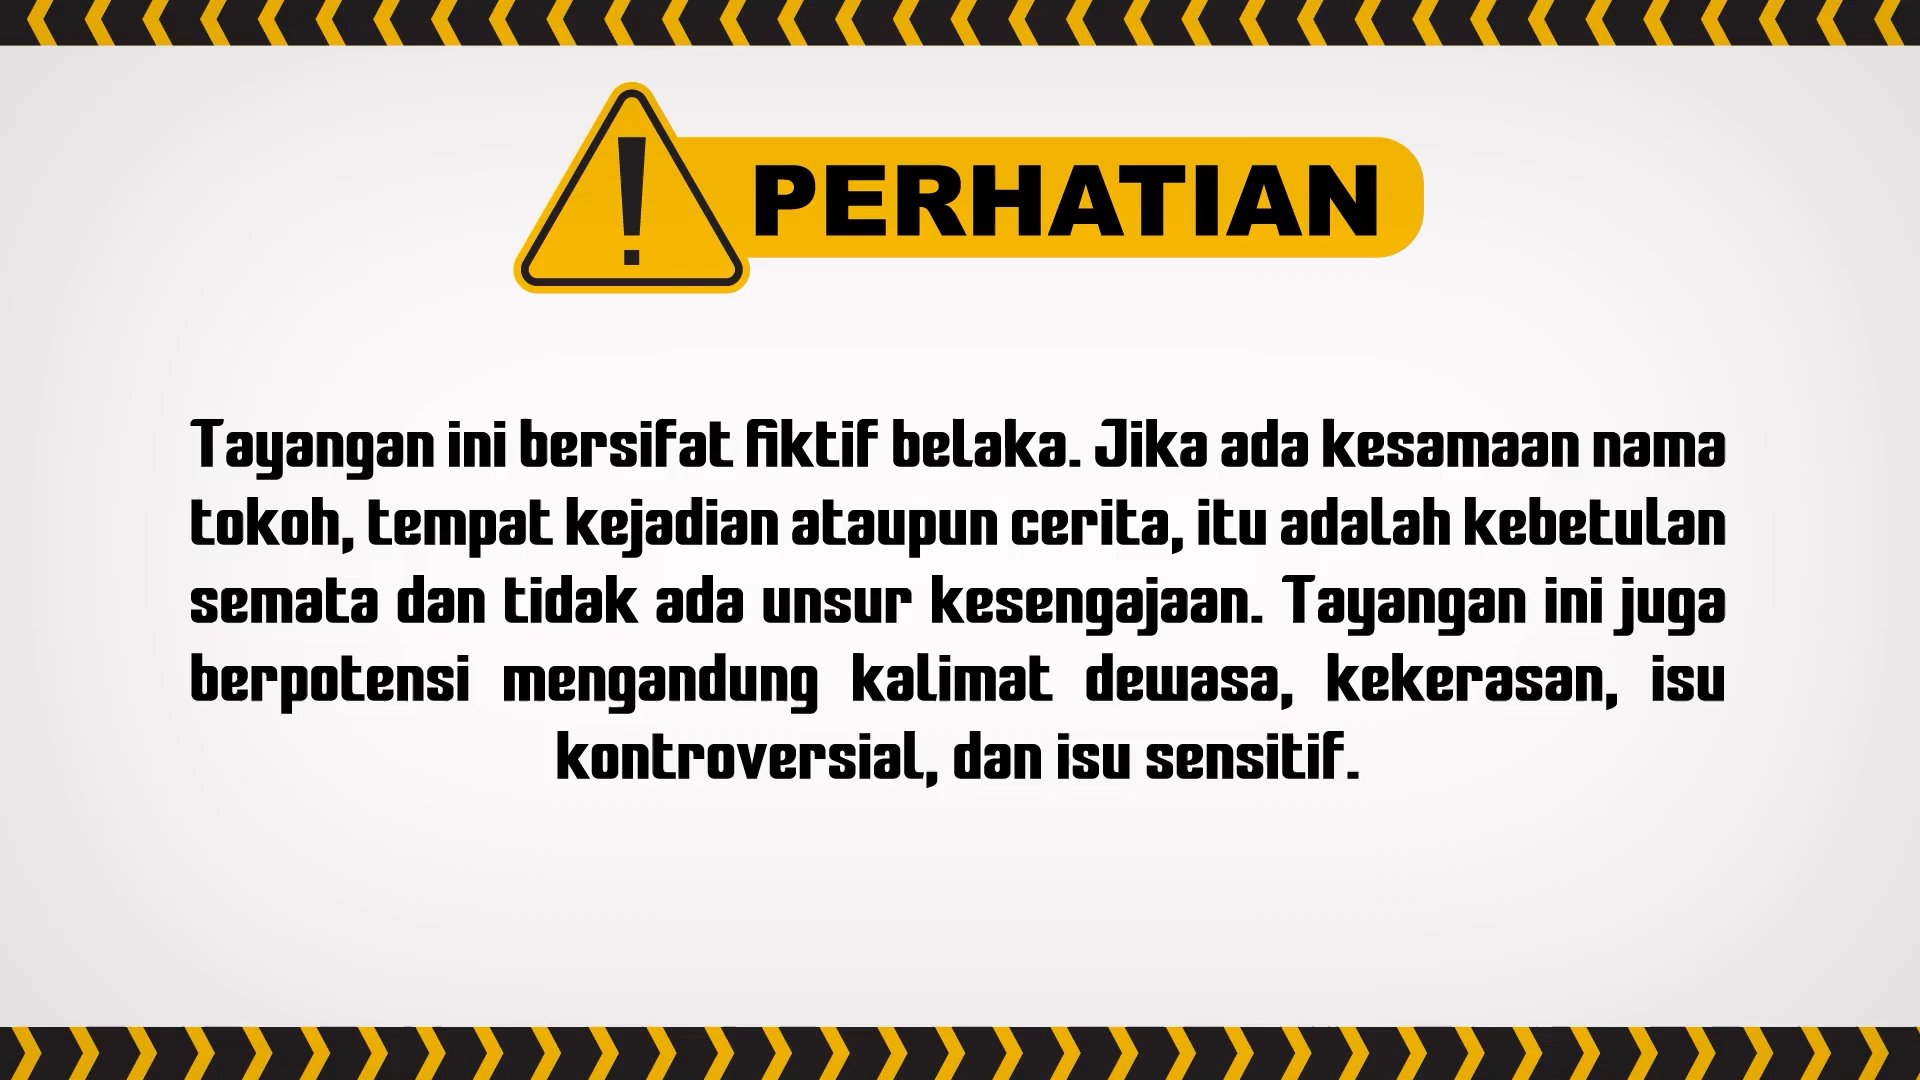 PERHATIAN
Tayangan ini bersifat fiktif belaka. Jika ada kesamaan nama
tokoh, tempat kejadian ataupun cerita, itu adalah kebetulan
semata dan tidak ada unsur kesengajaan. Tayangan ini juga
berpotensi mengandung kalimat dewasa, kekerasan, isu
kontroversial, dan isu sensitif.